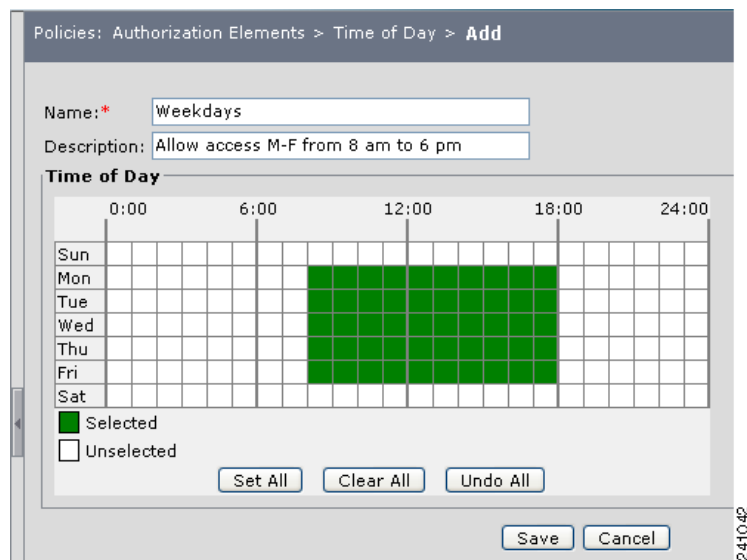 Policies: Authorization Elements > Time of Day > Add
Name:* Weekdays
Description: Allow access M-F from 8 am to 6 pm
Time of Day
0:00 6:00 12:00 18:00 24:00
Sun
Mon
Tue
Wed
Thu
Fri
Sat
Selected
Unselected
Set All Clear All Undo All
Save Cancel
241042